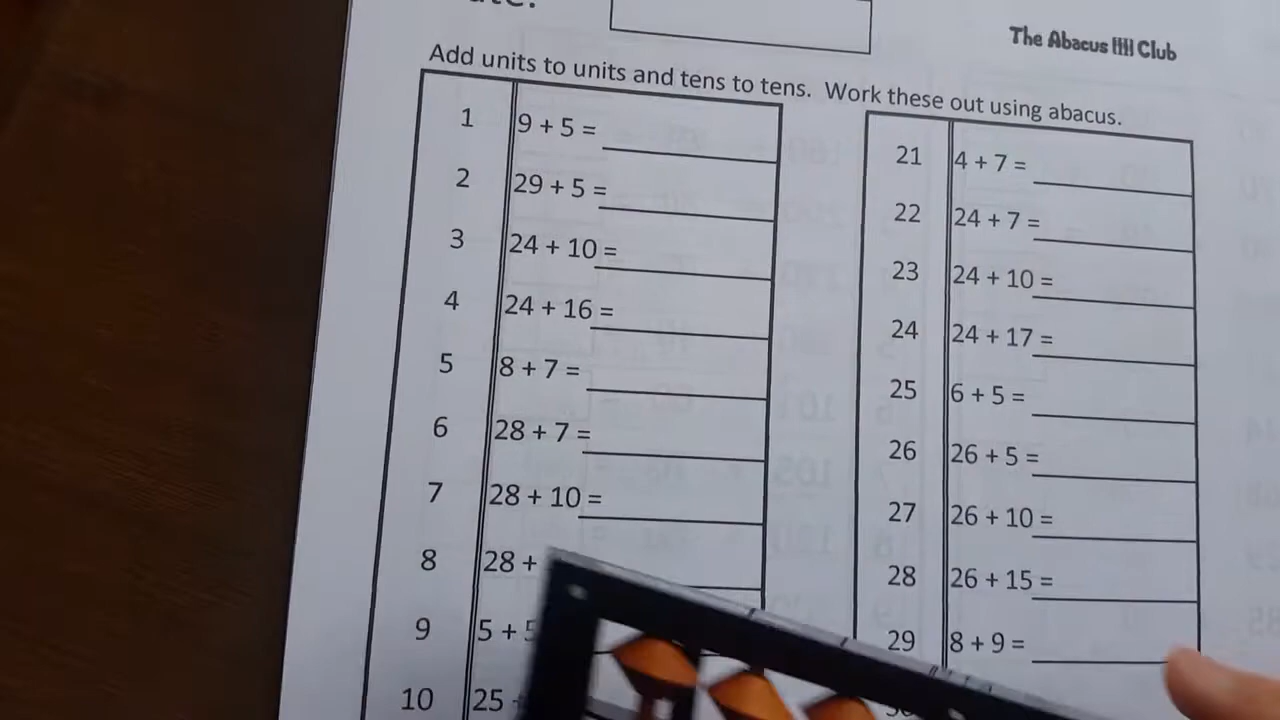 The Abacus Club
Add units to units and tens to tens. Work these out using abacus.
1 9 + 5 =
2 29 + 5 =
3 24 + 10 =
4 24 + 16 =
5 8 + 7 =
6 28 + 7 =
7 28 + 10 =
8 28 +
9 5 + 5
10 25
21 4 + 7 =
22 24 + 7 =
23 24 + 10 =
24 24 + 17 =
25 6 + 5 =
26 26 + 5 =
27 26 + 10 =
28 26 + 15 =
29 8 + 9 =